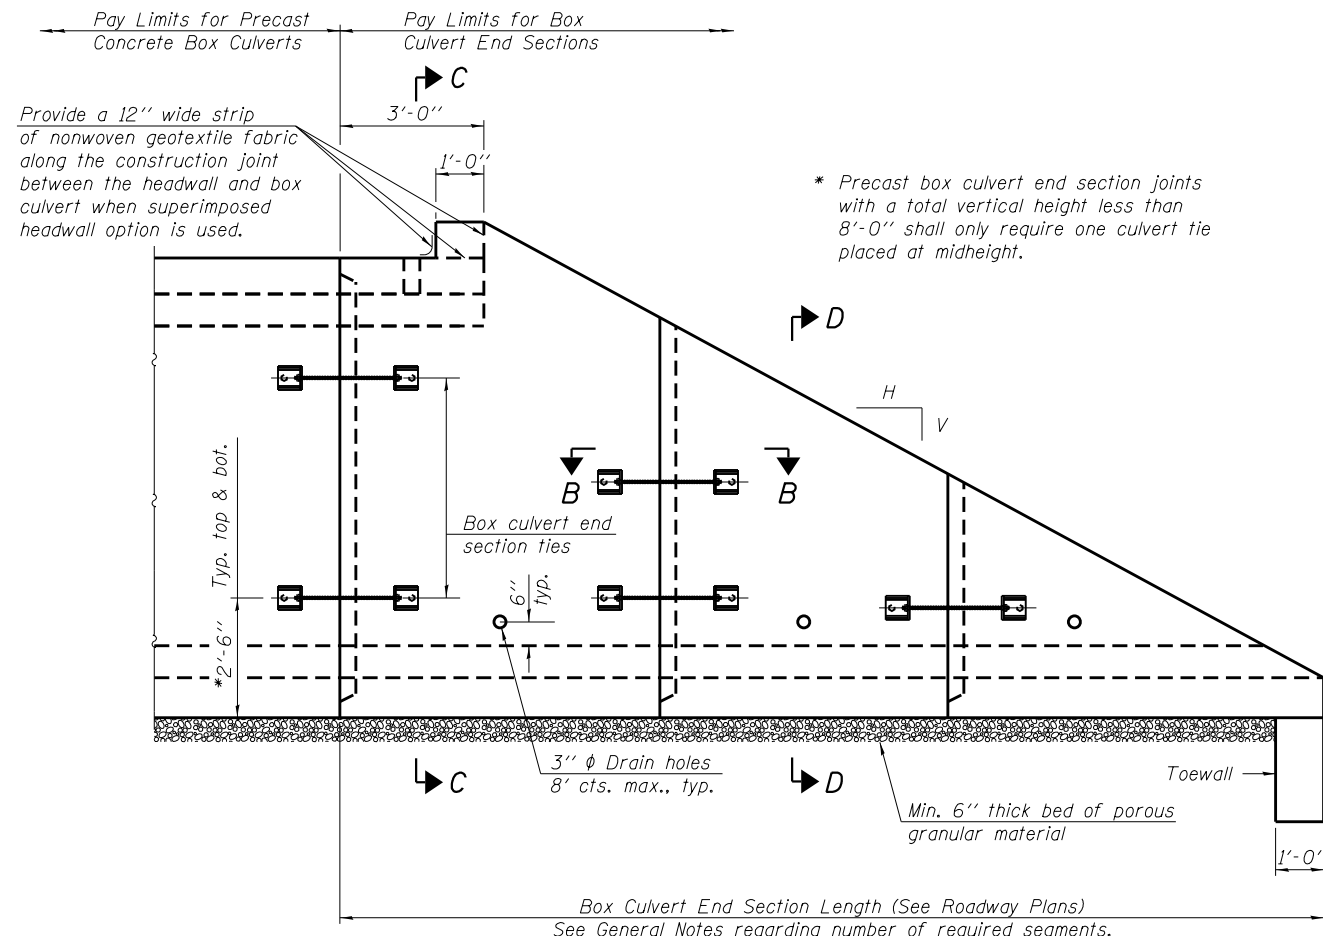 Pay Limits for Precast
Concrete Box Culverts
Pay Limits for Box
Culvert End Sections
C
3'-0''
1'-0''
Provide a 12'' wide strip
of nonwoven geotextile fabric
along the construction joint
between the headwall and box
culvert when superimposed
headwall option is used.
* Precast box culvert end section joints
with a total vertical height less than
8'-0'' shall only require one culvert tie
placed at midheight.
D
H
V
B
B
Typ. top & bot.
*2'-6''
Box culvert end
section ties
6''
typ.
3'' ϕ Drain holes
8' cts. max., typ.
C
D
Toewall
Min. 6'' thick bed of porous
granular material
1'-0'
Box Culvert End Section Length (See Roadway Plans)
See General Notes regarding number of required segments.